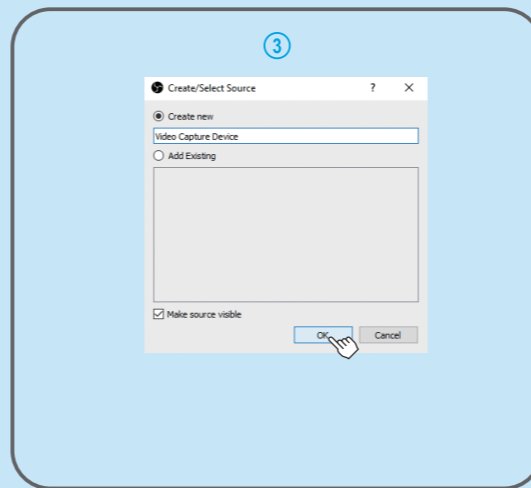 ③
Create/Select Source ? ×
Create new
Video Capture Device
Add Existing
Make source visible
OK Cancel